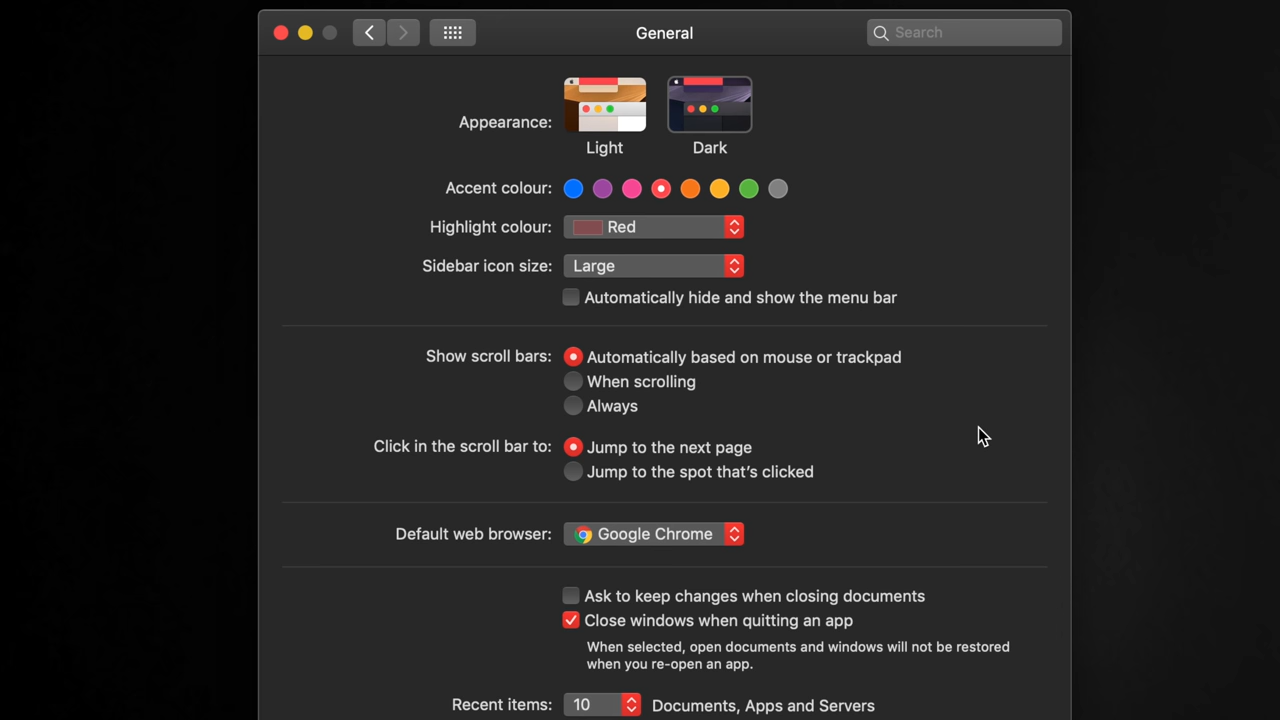 General
Search
Appearance:
Light
Dark
Accent colour:
Highlight colour: Red
Sidebar icon size: Large
Automatically hide and show the menu bar
Show scroll bars: Automatically based on mouse or trackpad
When scrolling
Always
Click in the scroll bar to: Jump to the next page
Jump to the spot that's clicked
Default web browser: Google Chrome
Ask to keep changes when closing documents
Close windows when quitting an app
When selected, open documents and windows will not be restored
when you re-open an app.
Recent items: 10 Documents, Apps and Servers